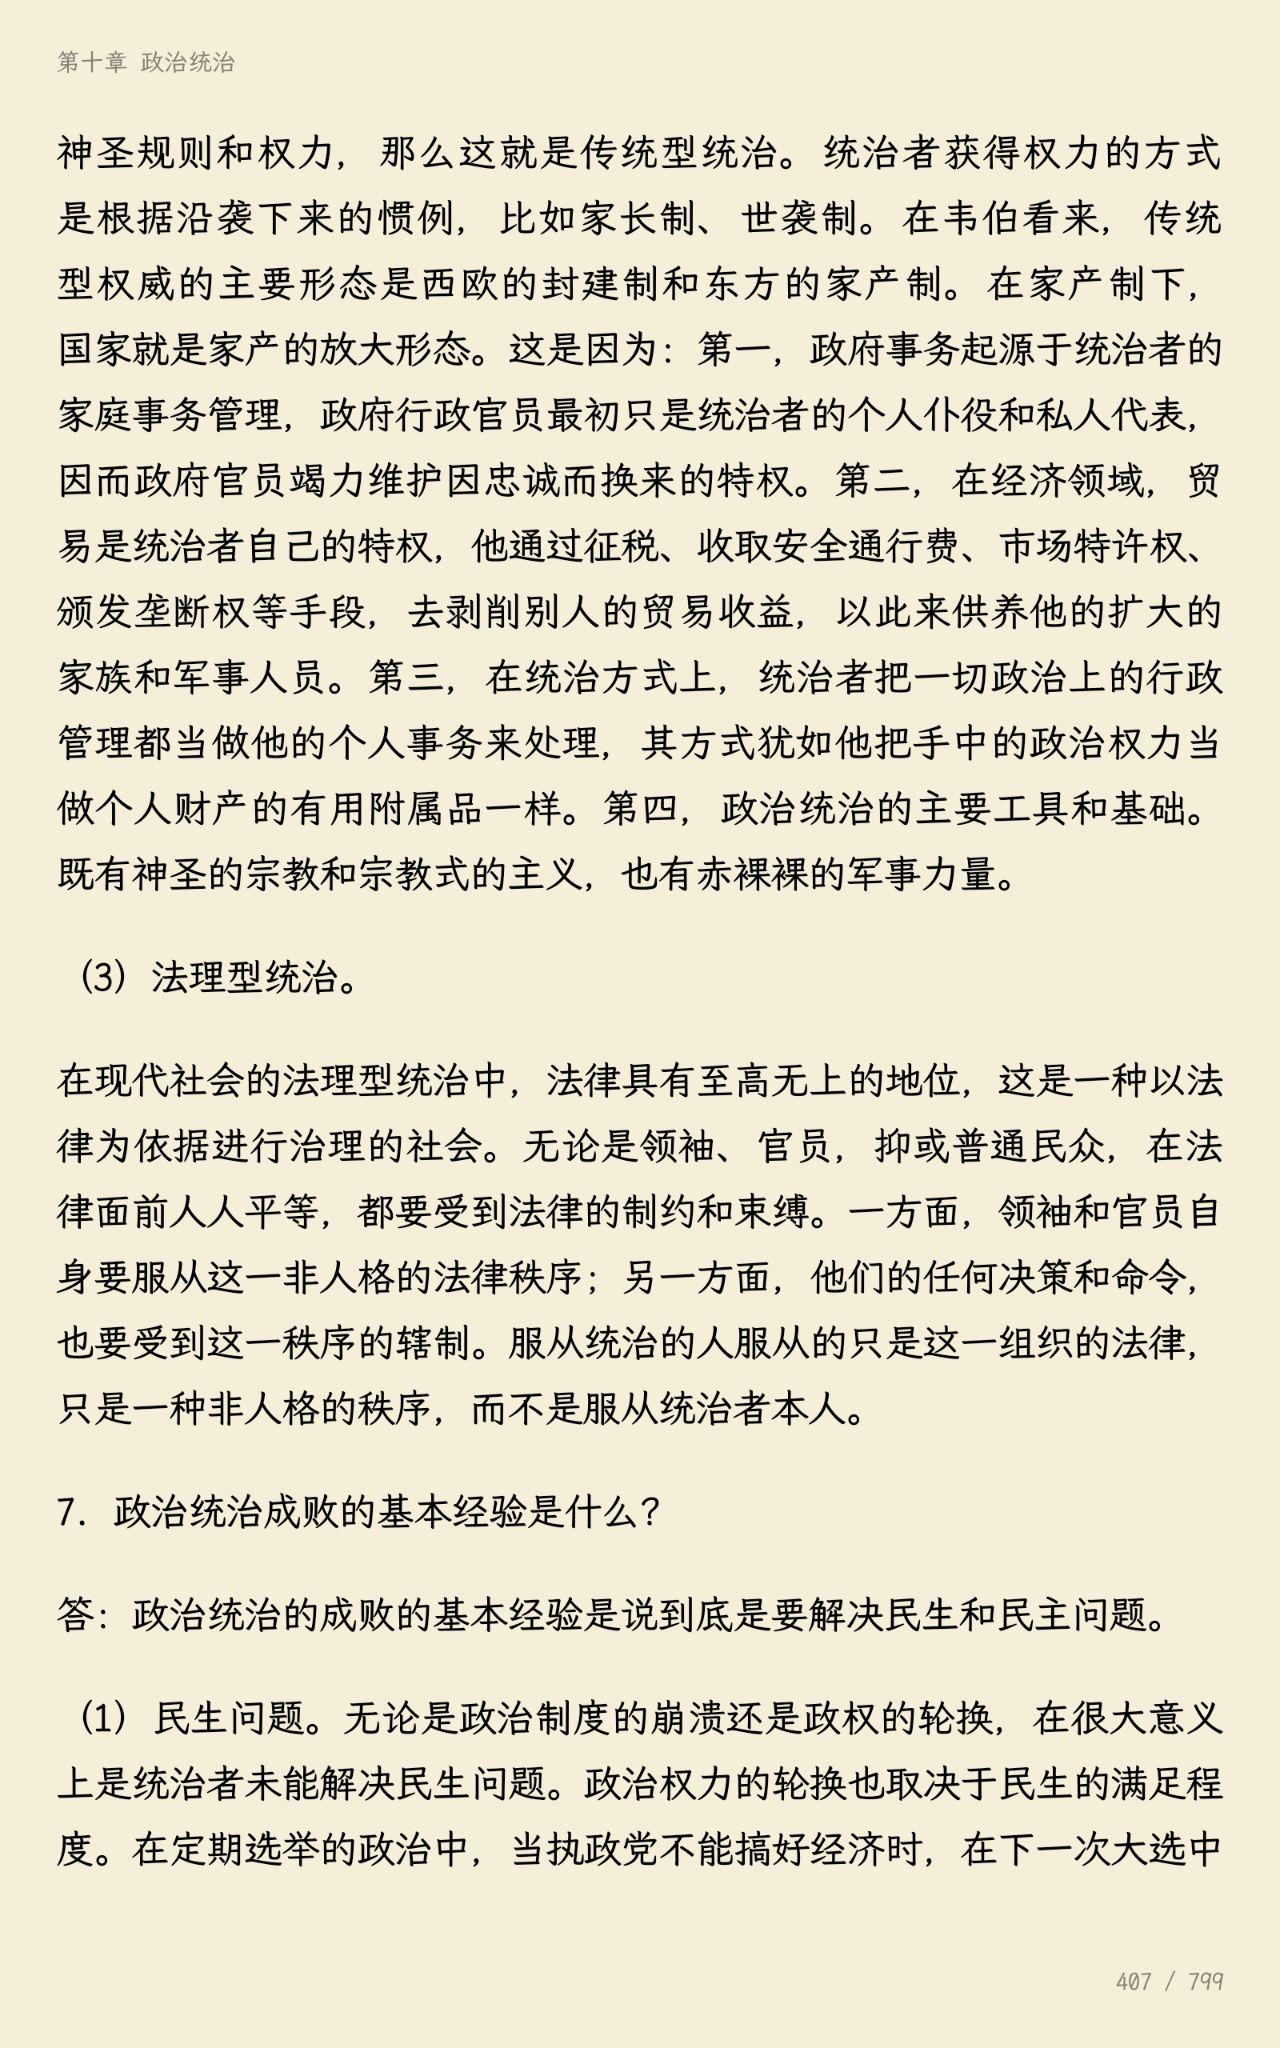 第十章 政治统治
神圣规则和权力，那么这就是传统型统治。统治者获得权力的方式
是根据沿袭下来的惯例，比如家长制、世袭制。在韦伯看来，传统
型权威的主要形态是西欧的封建制和东方的家产制。在家产制下，
国家就是家产的放大形态。这是因为：第一，政府事务起源于统治者的
家庭事务管理，政府行政官员最初只是统治者的个人仆役和私人代表，
因而政府官员竭力维护因忠诚而换来的特权。第二，在经济领域，贸
易是统治者自己的特权，他通过征税、收取安全通行费、市场特许权、
颁发垄断权等手段，去剥削别人的贸易收益，以此来供养他的扩大的
家族和军事人员。第三，在统治方式上，统治者把一切政治上的行政
管理都当做他的个人事务来处理，其方式犹如他把手中的政治权力当
做个人财产的有用附属品一样。第四，政治统治的主要工具和基础。
既有神圣的宗教和宗教式的主义，也有赤裸裸的军事力量。
（3）法理型统治。
在现代社会的法理型统治中，法律具有至高无上的地位，这是一种以法
律为依据进行治理的社会。无论是领袖、官员，抑或普通民众，在法
律面前人人平等，都要受到法律的制约和束缚。一方面，领袖和官员自
身要服从这一非人格的法律秩序；另一方面，他们的任何决策和命令，
也要受到这一秩序的辖制。服从统治的人服从的只是这一组织的法律，
只是一种非人格的秩序，而不是服从统治者本人。
7．政治统治成败的基本经验是什么？
答：政治统治的成败的基本经验是说到底是要解决民生和民主问题。
（1）民生问题。无论是政治制度的崩溃还是政权的轮换，在很大意义
上是统治者未能解决民生问题。政治权力的轮换也取决于民生的满足程
度。在定期选举的政治中，当执政党不能搞好经济时，在下一次大选中
407 / 799